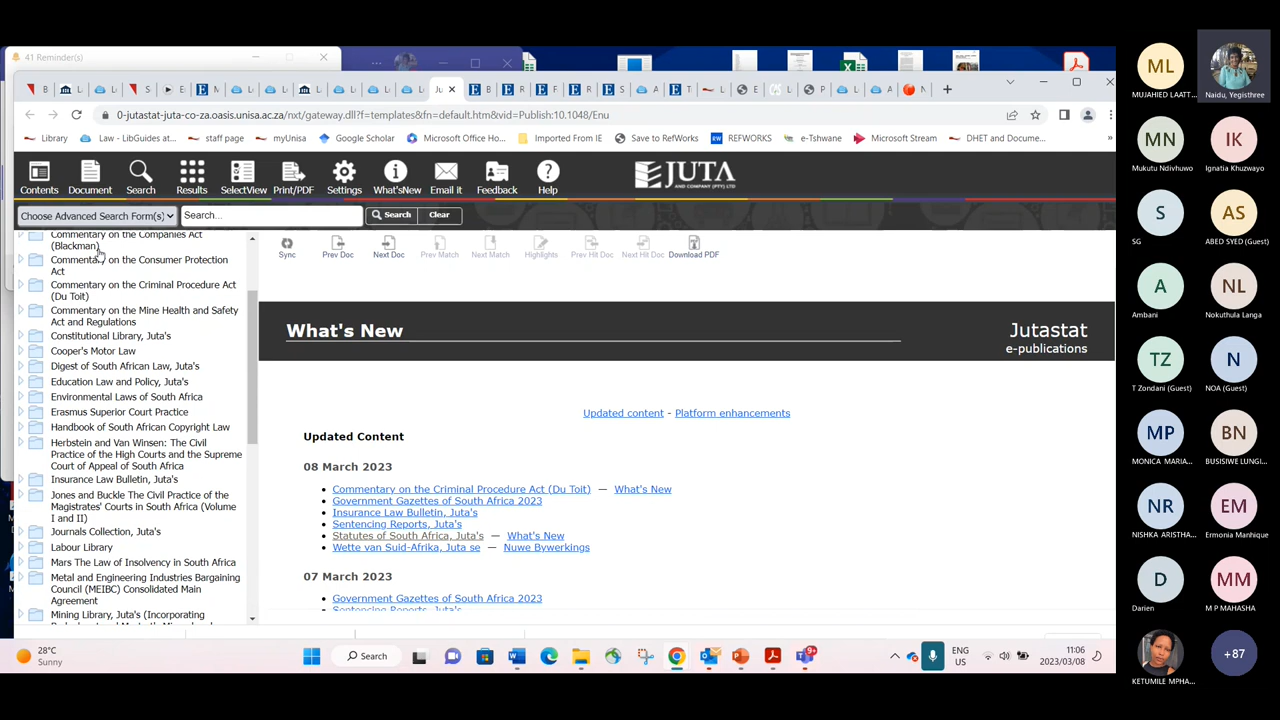 41 Reminder(s)
0-jutastat-juta-co-za.oasis.unisa.ac.za/nxt/gateway.dll?f=templates&fn=default.htm&vid=Publish:10.1048/Enu
Library
Law - LibGuides at...
staff page
myUnisa
Google Scholar
Microsoft Office Ho...
Imported From IE
Save to RefWorks
RW
REFWORKS
e-Tshwane
Microsoft Stream
DHET and Docume...
Contents
Document
Search
Results
SelectView
Print/PDF
Settings
What'sNew
Email it
Feedback
Help
JUTA
AND COMPANY (PTY) LTD
Choose Advanced Search Form(s)
Search...
Search
Clear
Commentary on the Companies Act
(Blackman)
Commentary on the Consumer Protection
Act
Commentary on the Criminal Procedure Act
(Du Toit)
Commentary on the Mine Health and Safety
Act and Regulations
Constitutional Library, Juta's
Cooper's Motor Law
Digest of South African Law, Juta's
Education Law and Policy, Juta's
Environmental Laws of South Africa
Erasmus Superior Court Practice
Handbook of South African Copyright Law
Herbstein and Van Winsen: The Civil
Practice of the High Courts and the Supreme
Court of Appeal of South Africa
Insurance Law Bulletin, Juta's
Jones and Buckle The Civil Practice of the
Magistrates' Courts in South Africa (Volume
I and II)
Journals Collection, Juta's
Labour Library
Mars The Law of Insolvency in South Africa
Metal and Engineering Industries Bargaining
Council (MEIBC) Consolidated Main
Agreement
Mining Library, Juta's (Incorporating
Sync
Prev Doc
Next Doc
Prev Match
Next Match
Highlights
Prev Hit Doc
Next Hit Doc
Download PDF
What's New
Jutastat
e-publications
Updated content - Platform enhancements
Updated Content
08 March 2023
Commentary on the Criminal Procedure Act (Du Toit) — What's New
Government Gazettes of South Africa 2023
Insurance Law Bulletin, Juta's
Sentencing Reports, Juta's
Statutes of South Africa, Juta's — What's New
Wette van Suid-Afrika, Juta se — Nuwe Bywerkings
07 March 2023
Government Gazettes of South Africa 2023
Sentencing Reports, Juta's
28°C
Sunny
Search
9+
ENG
US
11:06
2023/03/08
ML
MUJAHIED LAATT...
Naidu, Yegisthree
MN
Mukutu Ndivhuwo
IK
Ignatia Khuzwayo
S
SG
AS
ABED SYED (Guest)
A
Ambani
NL
Nokuthula Langa
TZ
T Zondani (Guest)
N
NOA (Guest)
MP
MONICA MARIA...
BN
BUSISIWE LUNGI...
NR
NISHKA ARISTHA...
EM
Ermonia Manhique
D
Darien
MM
M P MAHASHA
KETUMILE MPHA...
+87